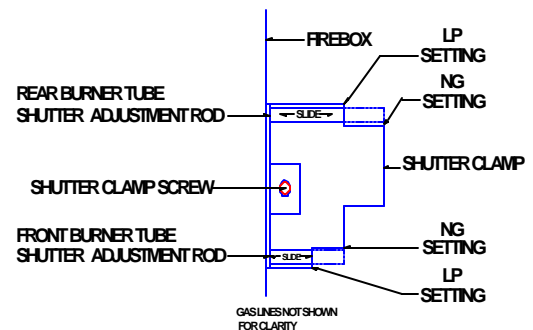 FIREBOX
LP
SETTING
NG
SETTING
REAR BURNER TUBE
SHUTTER ADJUSTMENT ROD
SLIDE
SHUTTER CLAMP
SHUTTER CLAMP SCREW
FRONT BURNER TUBE
SHUTTER ADJUSTMENT ROD
SLIDE
NG
SETTING
LP
SETTING
GAS LINES NOT SHOWN
FOR CLARITY